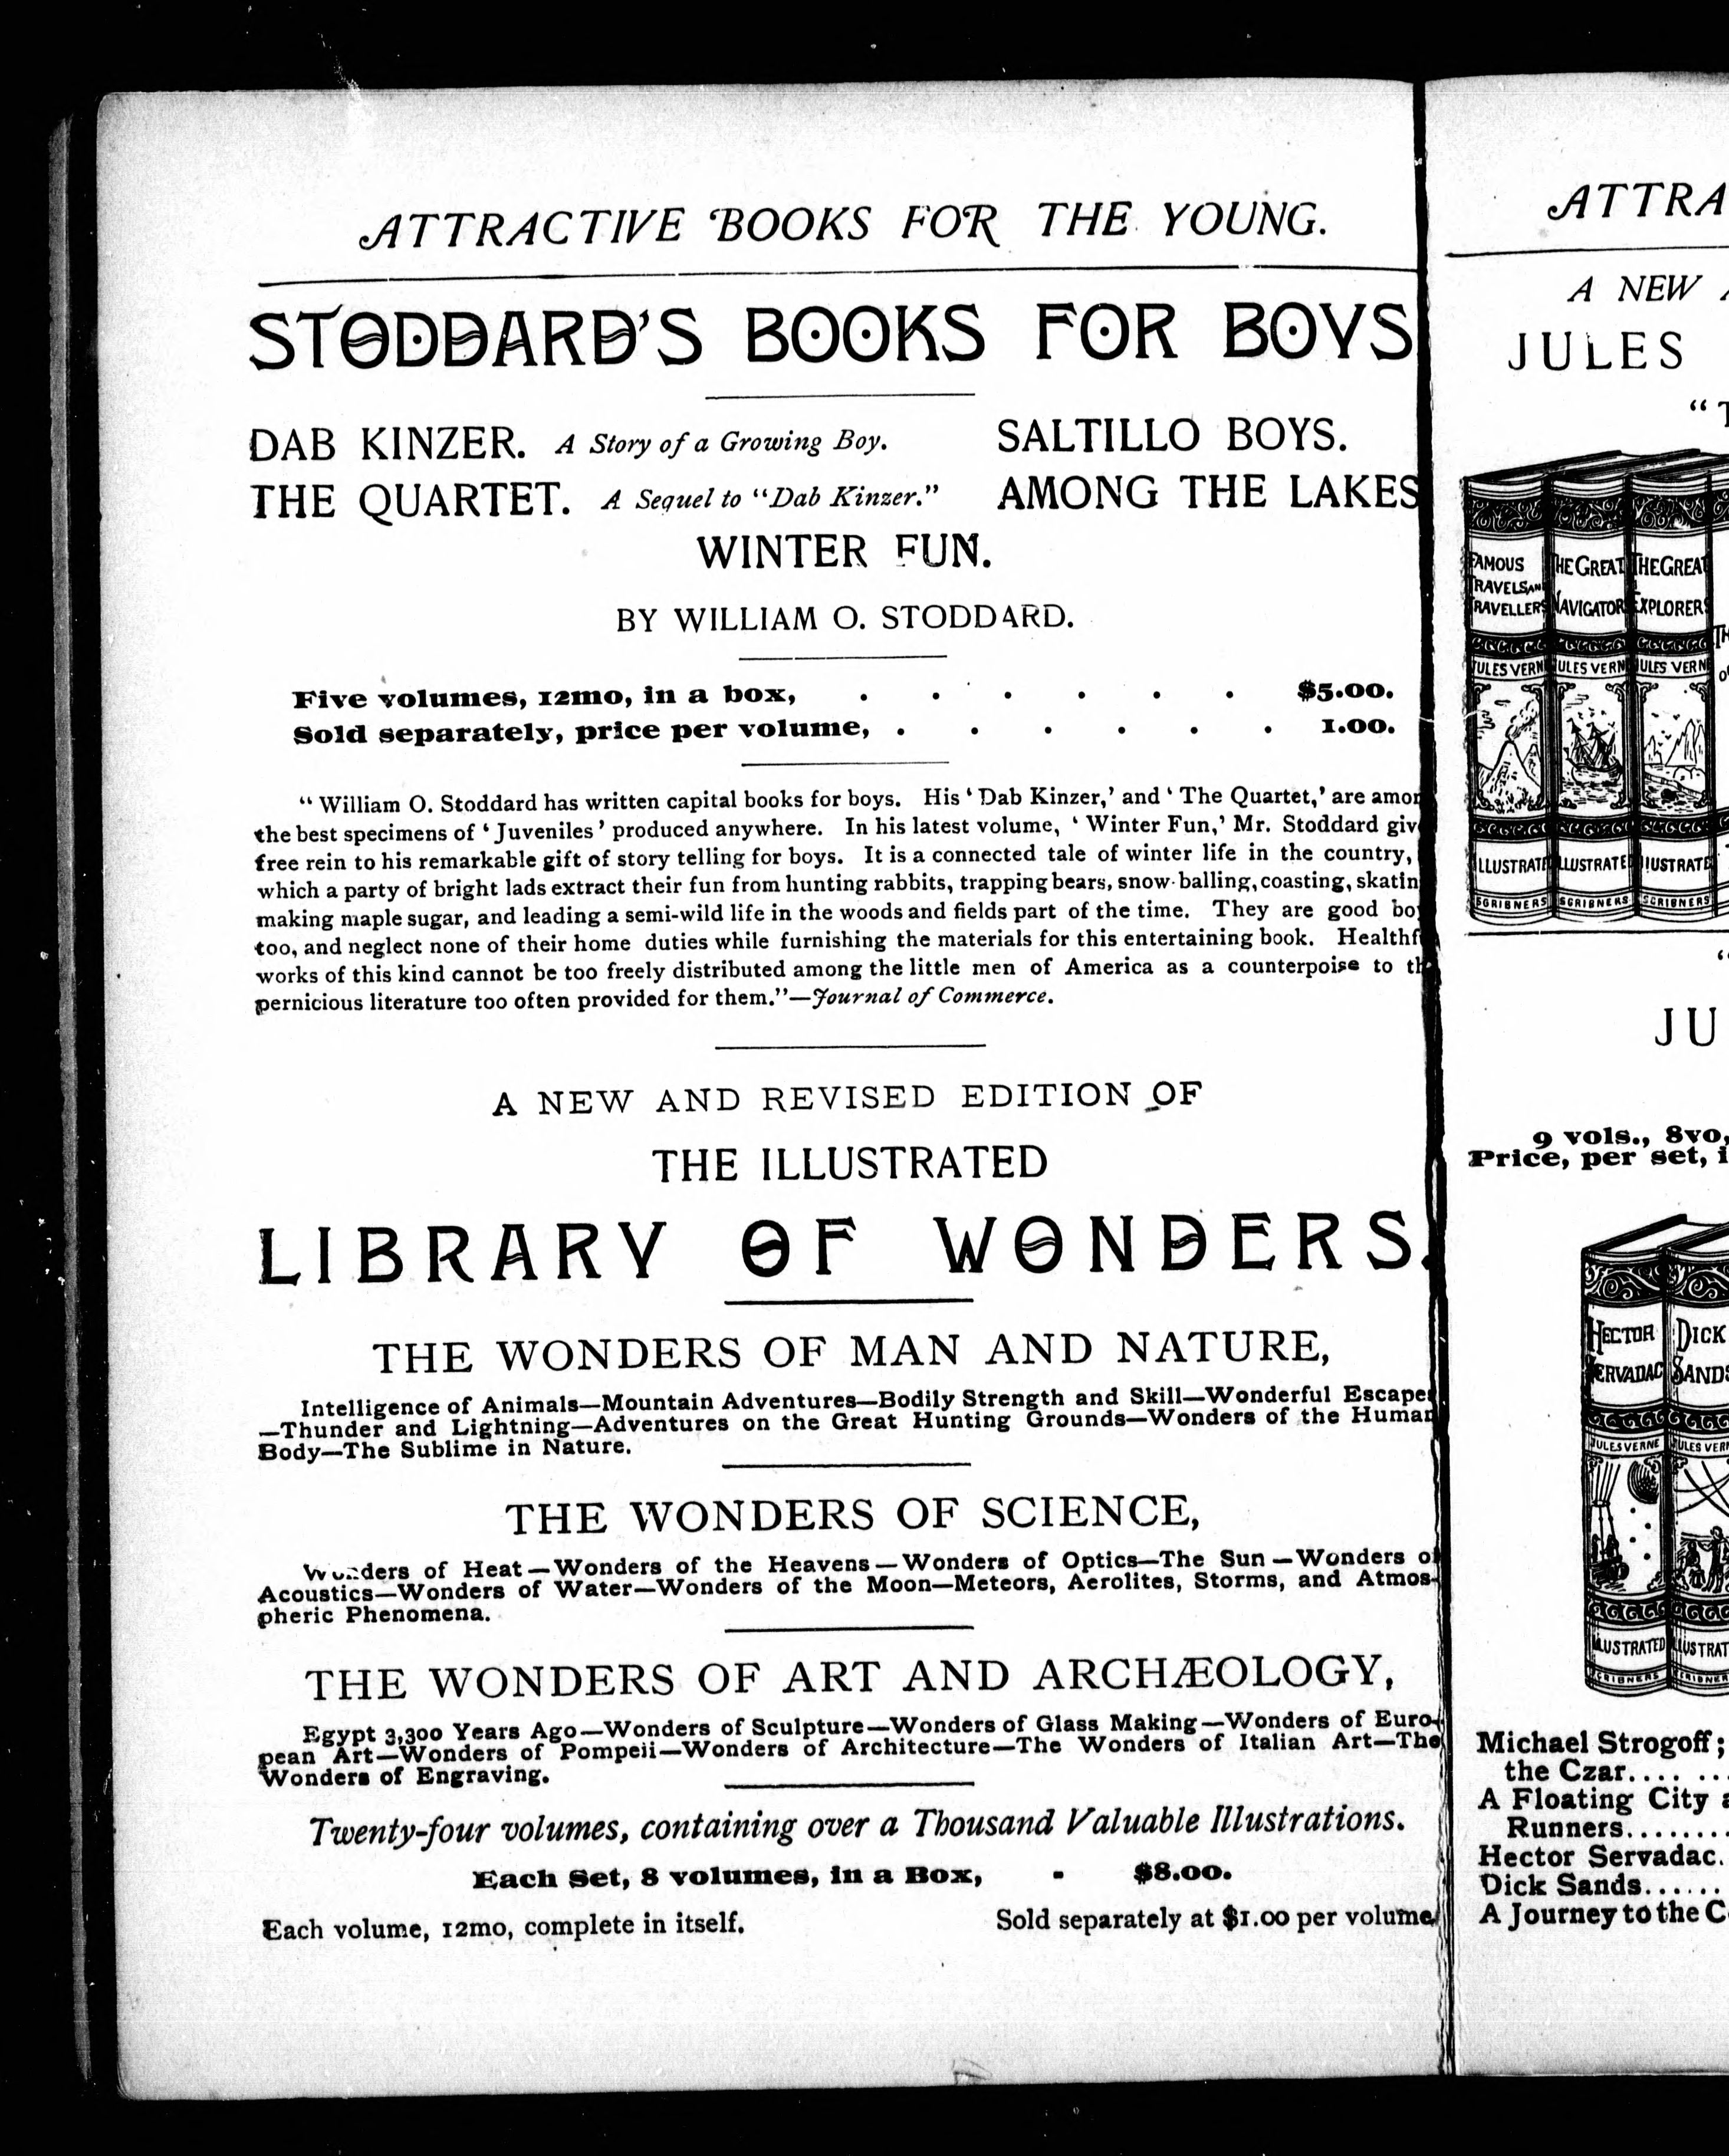 ATTRACTIVE BOOKS FOR THE YOUNG.
STODDARD'S BOOKS FOR BOYS
DAB KINZER. A Story of a Growing Boy.
SALTILLO BOYS.
THE QUARTET. A Sequel to "Dab Kinzer."
AMONG THE LAKES
WINTER FUN.
BY WILLIAM O. STODDARD.
Five volumes, 12mo, in a box, . . . . . . $5.00.
Sold separately, price per volume, . . . . . . 1.00.
" William O. Stoddard has written capital books for boys. His ' Dab Kinzer,' and ' The Quartet,' are
the best specimens of ' Juveniles ' produced anywhere. In his latest volume, ' Winter Fun,' Mr. Stoddard
free rein to his remarkable gift of story telling for boys. It is a connected tale of winter life in the country,
which a party of bright lads extract their fun from hunting rabbits, trapping bears, snow-balling, coasting,
making maple sugar, and leading a semi-wild life in the woods and fields part of the time. They are good
too, and neglect none of their home duties while furnishing the materials for this entertaining book.
works of this kind cannot be too freely distributed among the little men of America as a counterpoise to
pernicious literature too often provided for them."—Journal of Commerce.
A NEW AND REVISED EDITION OF
THE ILLUSTRATED
LIBRARY OF WONDERS.
THE WONDERS OF MAN AND NATURE,
Intelligence of Animals—Mountain Adventures—Bodily Strength and Skill—Wonderful Escapes
—Thunder and Lightning—Adventures on the Great Hunting Grounds—Wonders of the Human
Body—The Sublime in Nature.
THE WONDERS OF SCIENCE,
Wonders of Heat—Wonders of the Heavens—Wonders of Optics—The Sun—Wonders of
Acoustics—Wonders of Water—Wonders of the Moon—Meteors, Aerolites, Storms, and Atmos-
pheric Phenomena.
THE WONDERS OF ART AND ARCHÆOLOGY,
Egypt 3,300 Years Ago—Wonders of Sculpture—Wonders of Glass Making—Wonders of Euro-
pean Art—Wonders of Pompeii—Wonders of Architecture—The Wonders of Italian Art—The
Wonders of Engraving.
Twenty-four volumes, containing over a Thousand Valuable Illustrations.
Each Set, 8 volumes, in a Box, - $8.00.
Each volume, 12mo, complete in itself.
Sold separately at $1.00 per volume.
ATTRA
A NEW
JULES
FAMOUS
TRAVELS AND
TRAVELLERS
JULES VERNE
ILLUSTRATED
SCRIBNERS
THE GREAT
NAVIGATORS
JULES VERNE
ILLUSTRATED
SCRIBNERS
THE GREAT
EXPLORERS
JULES VERNE
ILLUSTRATED
SCRIBNERS
JU
9 vols., 8vo,
Price, per set,
HECTOR
SERVADAC
JULES VERNE
ILLUSTRATED
SCRIBNERS
DICK
SANDS
JULES VERNE
Michael Strogoff;
the Czar....
A Floating City
Runners........
Hector Servadac.
Dick Sands......
A Journey to the